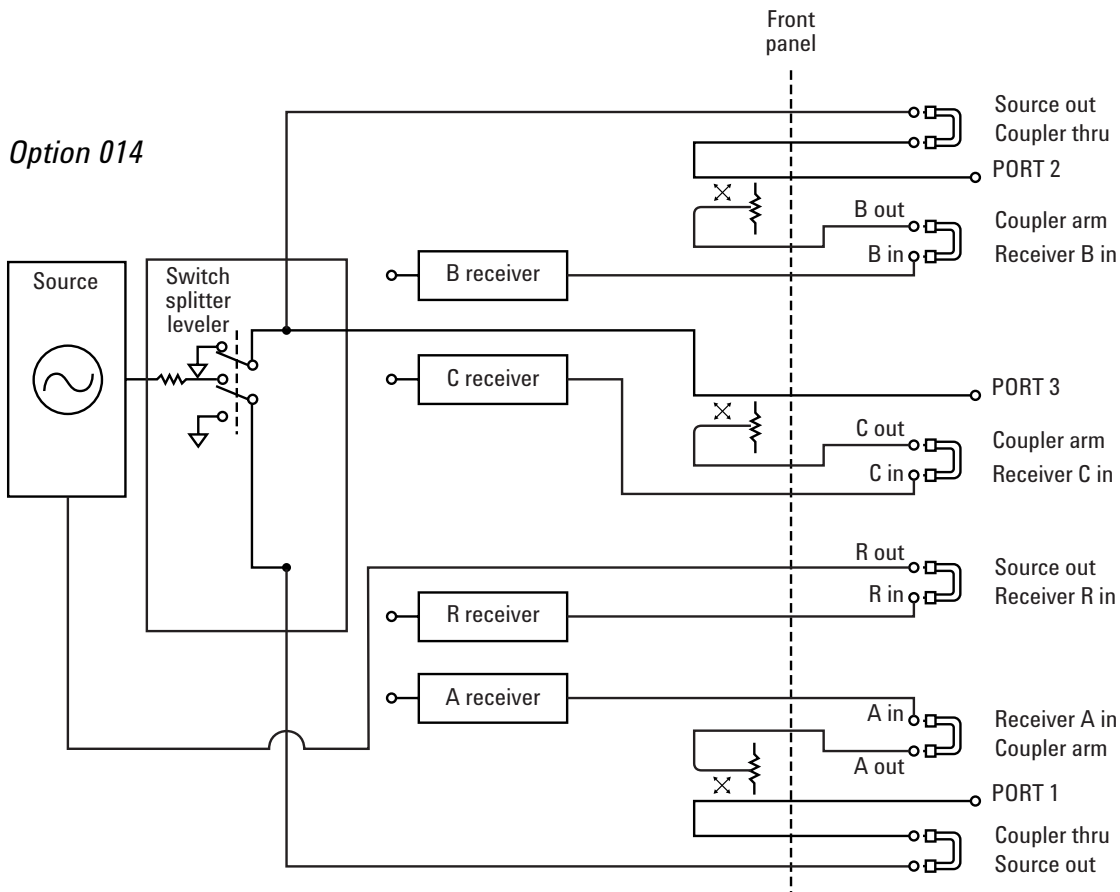 Front
panel
Option 014
Source out
Coupler thru
PORT 2
B out
Coupler arm
B in
Receiver B in
Source
Switch
splitter
leveler
B receiver
C receiver
PORT 3
C out
Coupler arm
C in
Receiver C in
R out
Source out
R in
Receiver R in
R receiver
A receiver
A in
Receiver A in
Coupler arm
A out
PORT 1
Coupler thru
Source out